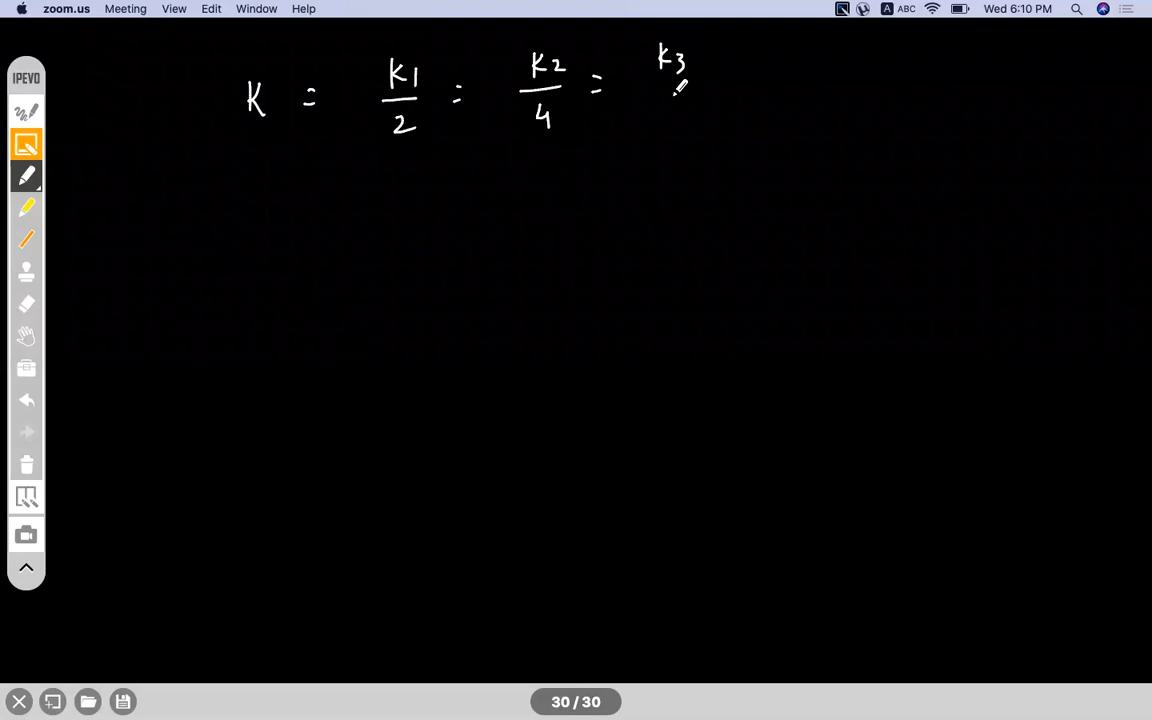 zoom.us Meeting View Edit Window Help A ABC Wed 6:10 PM
IPEVO
K = K1/2 = K2/4 = K3
30 / 30